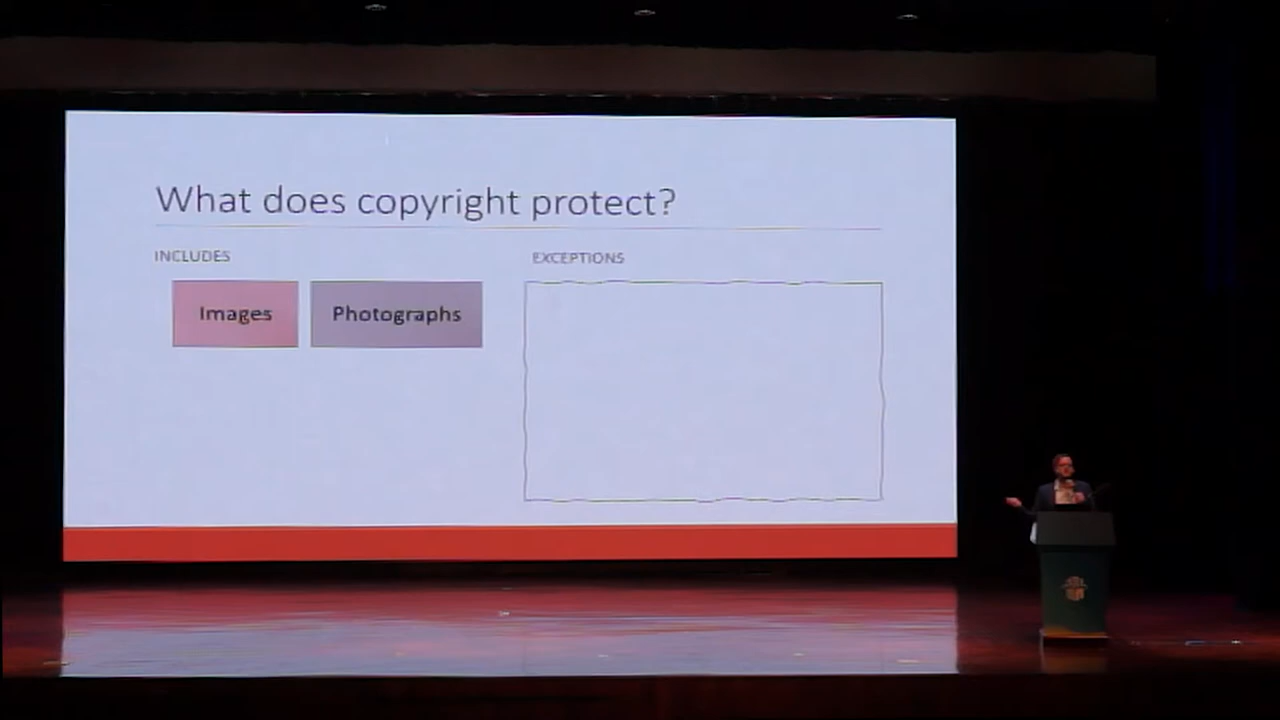 What does copyright protect?
INCLUDES
EXCEPTIONS
Images
Photographs